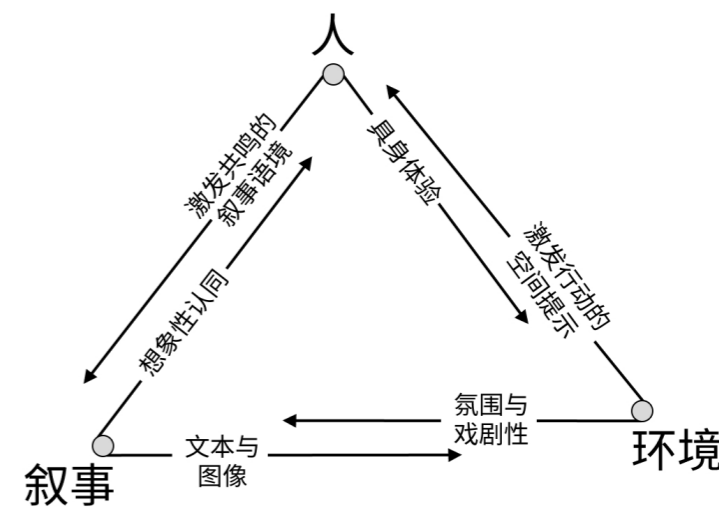 人
激发共鸣的
叙事语境
具身体验
激发行动的
空间提示
想象性认同
氛围与
戏剧性
文本与
图像
环境
叙事